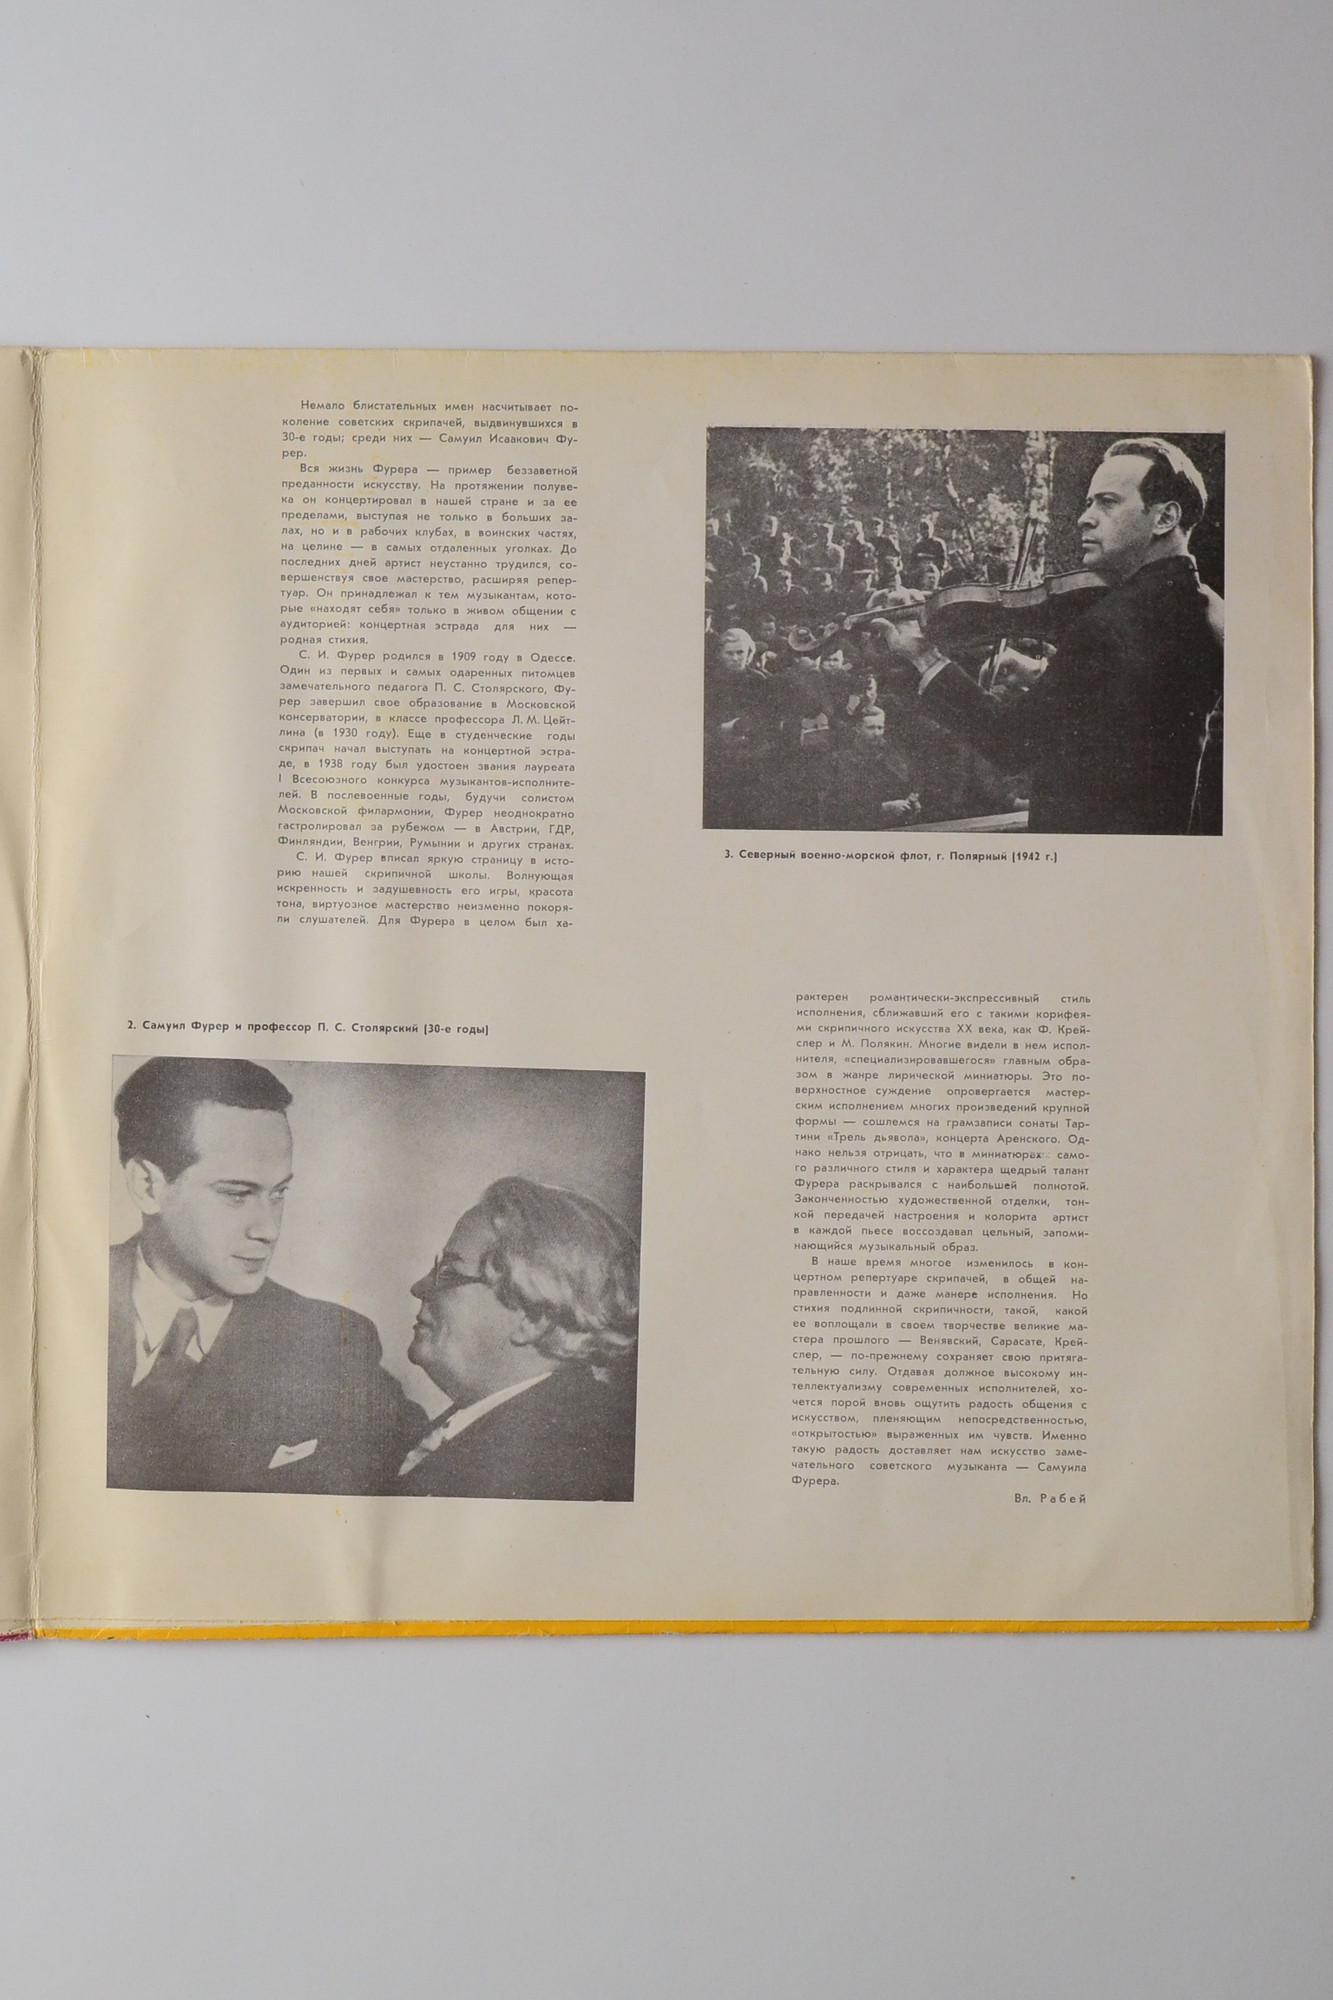 Немало блистательных имен насчитывает по-
коление советских скрипачей, выдвинувшихся в
30-е годы; среди них — Самуил Исаакович Фу-
рер.
Вся жизнь Фурера — пример беззаветной
преданности искусству. На протяжении полуве-
ка он концертировал в нашей стране и за ее
пределами, выступая не только в больших за-
лах, но и в рабочих клубах, в воинских частях,
на целине — в самых отдаленных уголках. До
последних дней артист неустанно трудился, со-
вершенствуя свое мастерство, расширяя репер-
туар. Он принадлежал к тем музыкантам, кото-
рые «находят себя» только в живом общении с
аудиторией: концертная эстрада для них —
родная стихия.
С. И. Фурер родился в 1909 году в Одессе.
Один из первых и самых одаренных питомцев
замечательного педагога П. С. Столярского, Фу-
рер завершил свое образование в Московской
консерватории, в классе профессора Л. М. Цейт-
лина (в 1930 году). Еще в студенческие годы
скрипач начал выступать на концертной эстра-
де, в 1938 году был удостоен звания лауреата
I Всесоюзного конкурса музыкантов-исполните-
лей. В послевоенные годы, будучи солистом
Московской филармонии, Фурер неоднократно
гастролировал за рубежом — в Австрии, ГДР,
Финляндии, Венгрии, Румынии и других странах.
С. И. Фурер вписал яркую страницу в исто-
рию нашей скрипичной школы. Волнующая
искренность и задушевность его игры, красота
тона, виртуозное мастерство неизменно покоря-
ли слушателей. Для Фурера в целом был ха-
2. Самуил Фурер и профессор П. С. Столярский (30-е годы)
3. Северный военно-морской флот, г. Полярный (1942 г.)
рактерен романтически-экспрессивный стиль
исполнения, сближавший его с такими корифея-
ми скрипичного искусства XX века, как Ф. Крей-
слер и М. Полякин. Многие видели в нем испол-
нителя, «специализировавшегося» главным обра-
зом в жанре лирической миниатюры. Это по-
верхностное суждение опровергается мастер-
ским исполнением многих произведений крупной
формы — сошлемся на грамзаписи сонаты Тар-
тини «Трель дьявола», концерта Аренского. Од-
нако нельзя отрицать, что в миниатюрах самo-
го различного стиля и характера щедрый талант
Фурера раскрывался с наибольшей полнотой.
Законченностью художественной отделки, тон-
кой передачей настроения и колорита артист
в каждой пьесе воссоздавал цельный, запоми-
нающийся музыкальный образ.
В наше время многое изменилось в кон-
цертном репертуаре скрипачей, в общей на-
правленности и даже манере исполнения. Но
стихия подлинной скрипичности, такой, какой
ее воплощали в своем творчестве великие ма-
стера прошлого — Венявский, Сарасате, Крей-
слер, — по-прежнему сохраняет свою притяга-
тельную силу. Отдавая должное высокому ин-
теллектуализму современных исполнителей, хо-
чется порой вновь ощутить радость общения с
искусством, пленяющим непосредственностью,
«открытостью» выраженных им чувств. Именно
такую радость доставляет нам искусство заме-
чательного советского музыканта — Самуила
Фурера.
Вл. Рабей